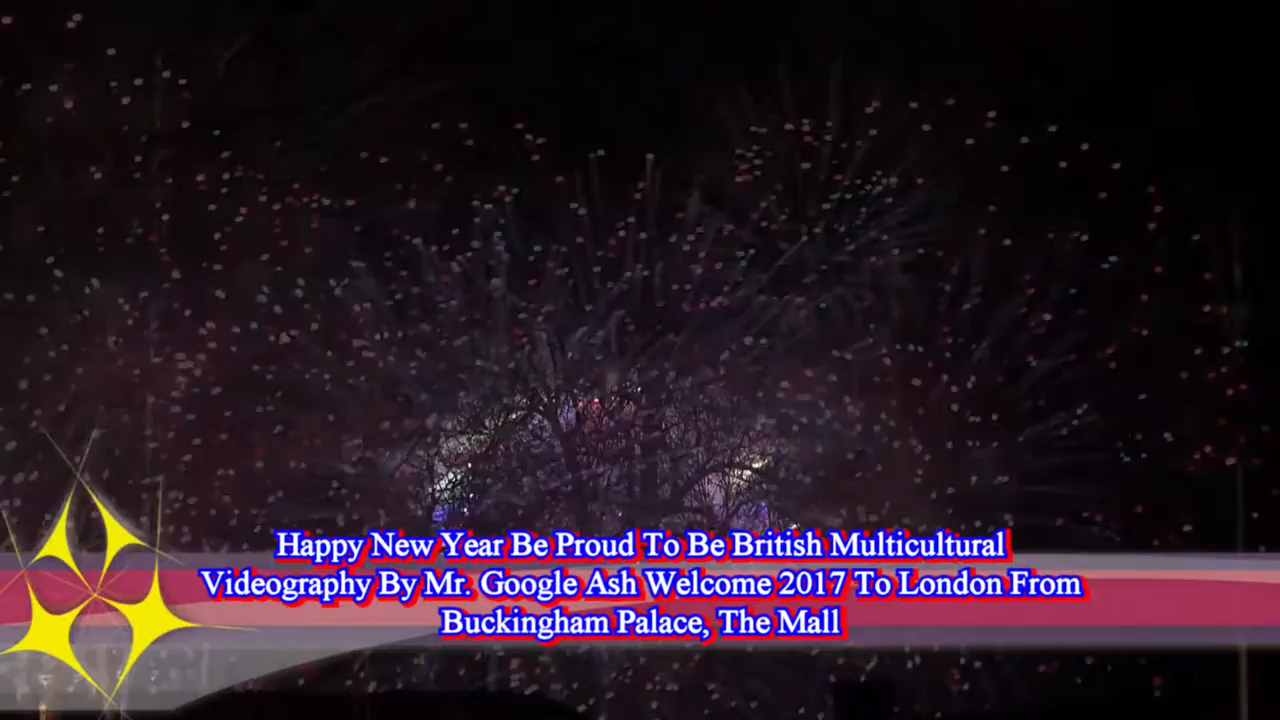 Happy New Year Be Proud To Be British Multicultural
Videography By Mr. Google Ash Welcome 2017 To London From
Buckingham Palace, The Mall